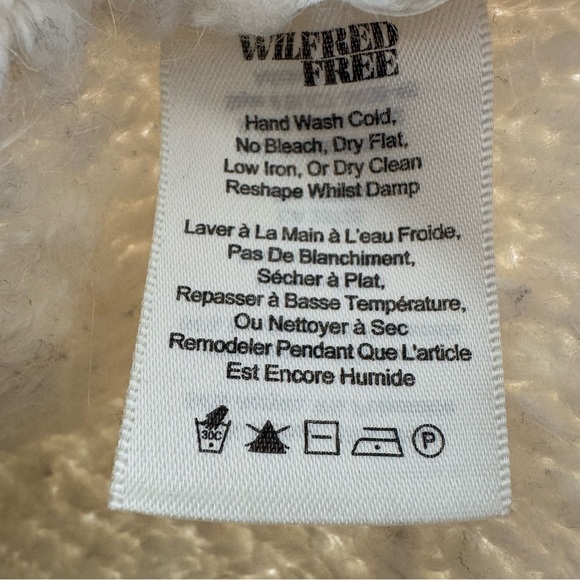 WILFRED
FREE
Hand Wash Cold,
No Bleach, Dry Flat,
Low Iron, Or Dry Clean
Reshape Whilst Damp
Laver à La Main à L'eau Froide,
Pas De Blanchiment,
Sécher à Plat,
Repasser à Basse Température,
Ou Nettoyer à Sec
Remodeler Pendant Que L'article
Est Encore Humide
30C P